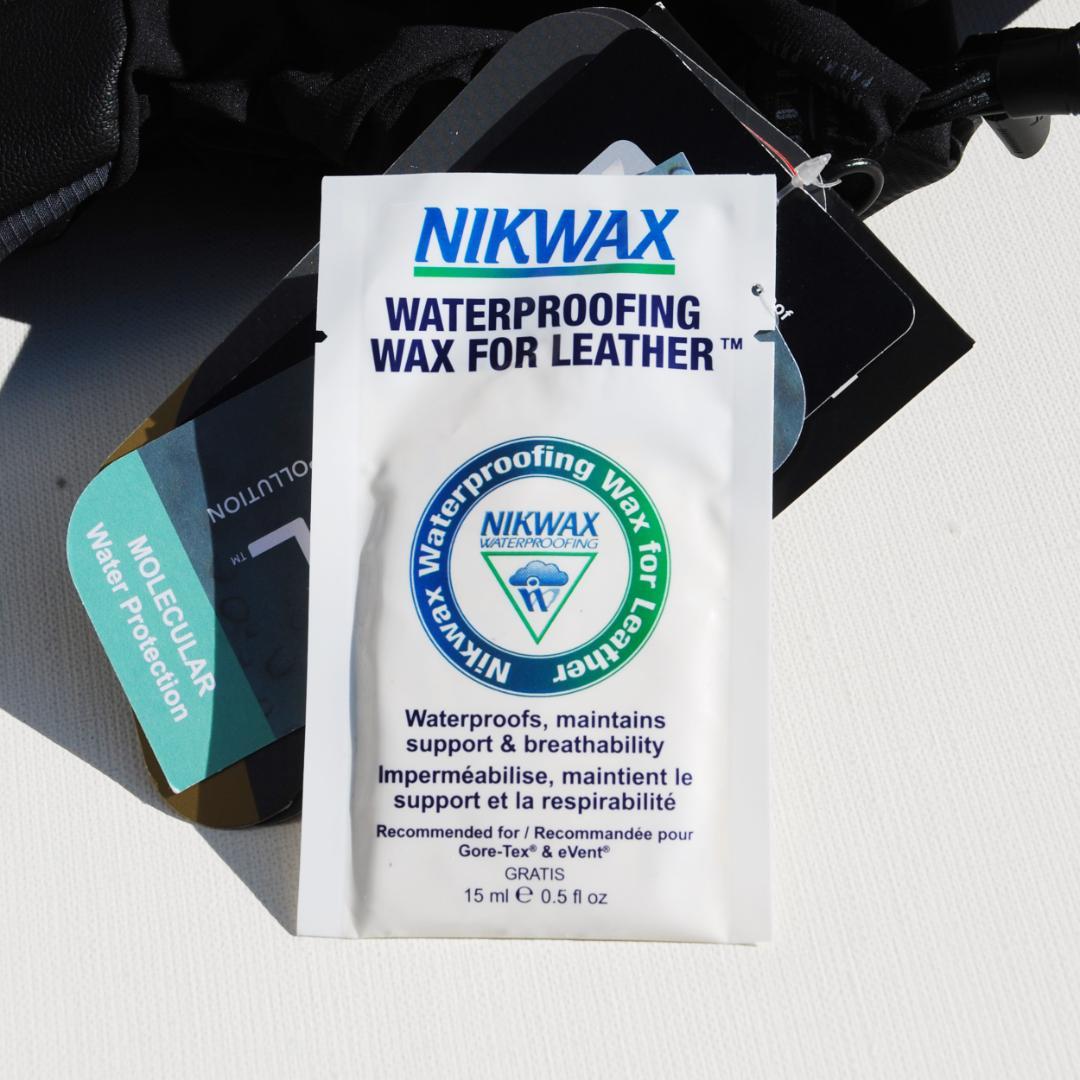 NIKWAX
WATERPROOFING
WAX FOR LEATHER™
Nikwax Waterproofing Wax for Leather
NIKWAX
WATERPROOFING
Waterproofs, maintains
support & breathability
Imperméabilise, maintient le
support et la respirabilité
Recommended for / Recommandée pour
Gore-Tex® & eVent®
GRATIS
15 ml ℮ 0.5 fl oz
MOLECULAR
Water Protection
POLLUTION
L™
of